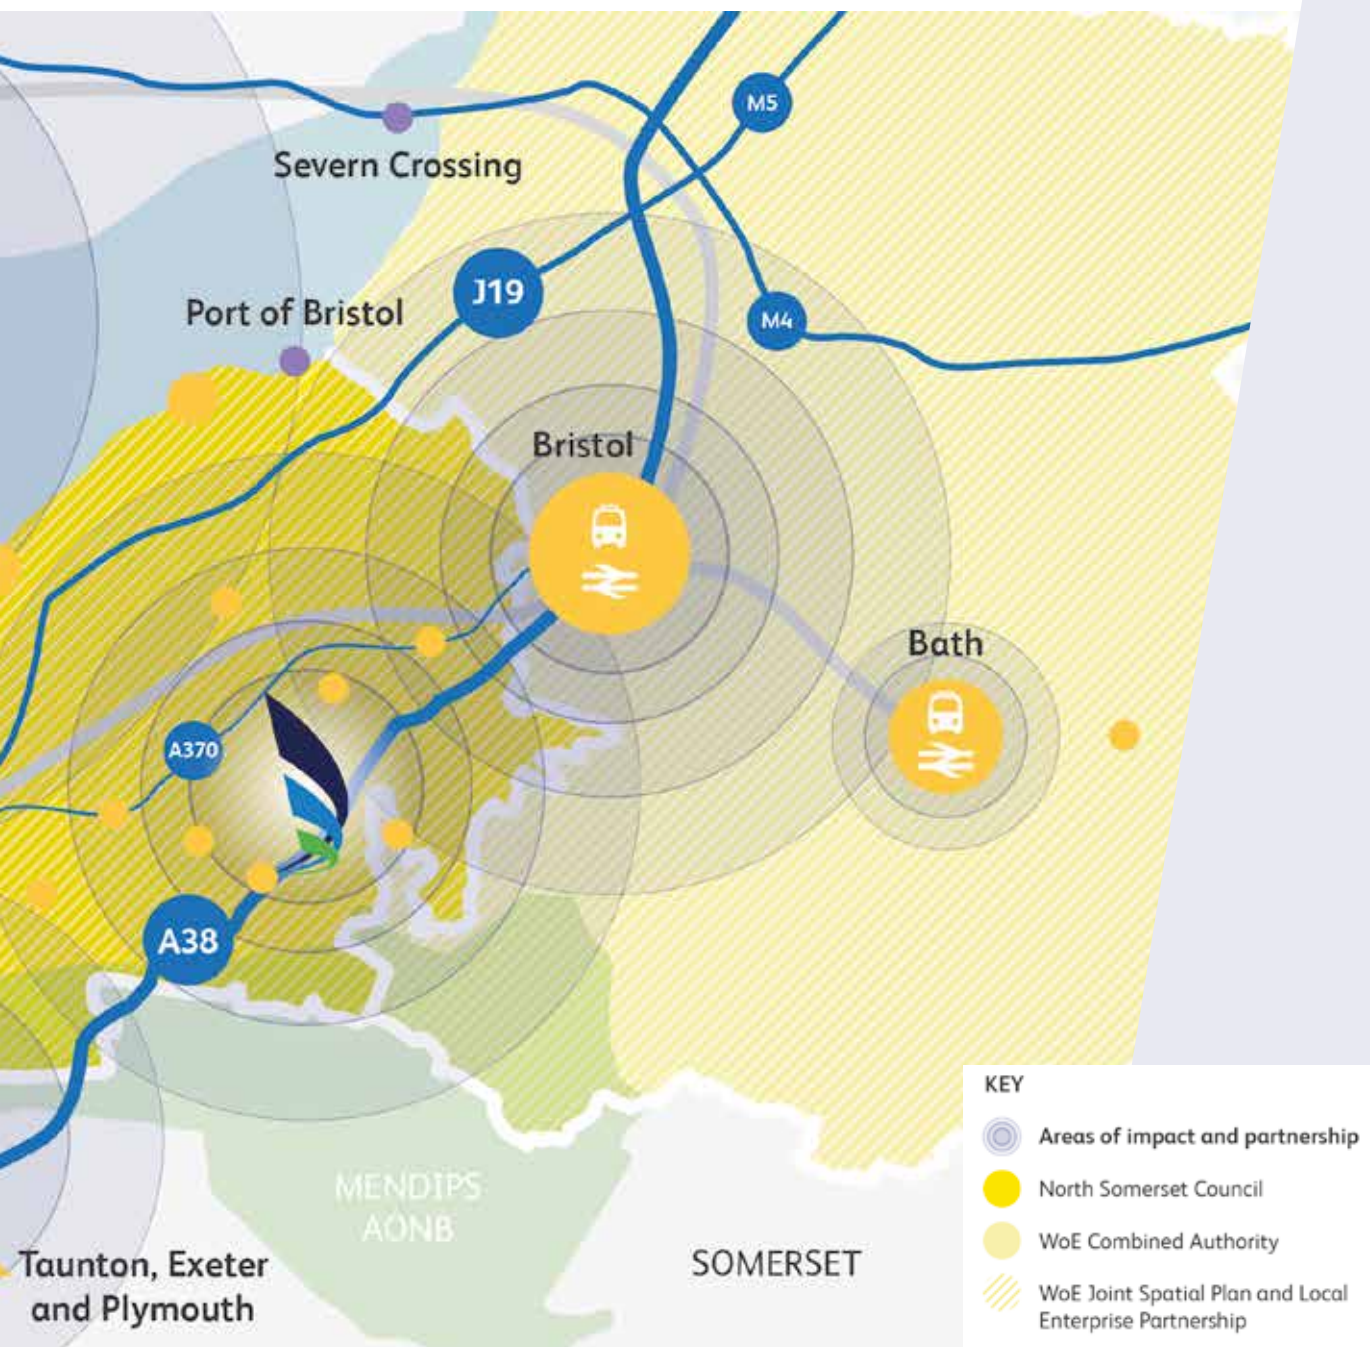 M5
Severn Crossing
J19
Port of Bristol
M4
Bristol
Bath
A370
A38
KEY
Areas of impact and partnership
North Somerset Council
WoE Combined Authority
WoE Joint Spatial Plan and Local
Enterprise Partnership
MENDIPS
AONB
SOMERSET
Taunton, Exeter
and Plymouth